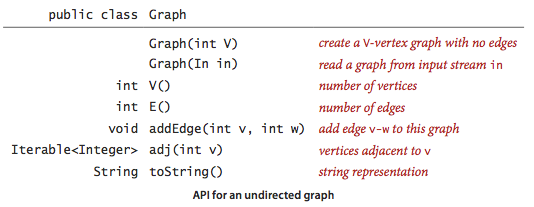 public class Graph
Graph(int V) create a V-vertex graph with no edges
Graph(In in) read a graph from input stream in
int V() number of vertices
int E() number of edges
void addEdge(int v, int w) add edge v-w to this graph
Iterable<Integer> adj(int v) vertices adjacent to v
String toString() string representation
API for an undirected graph